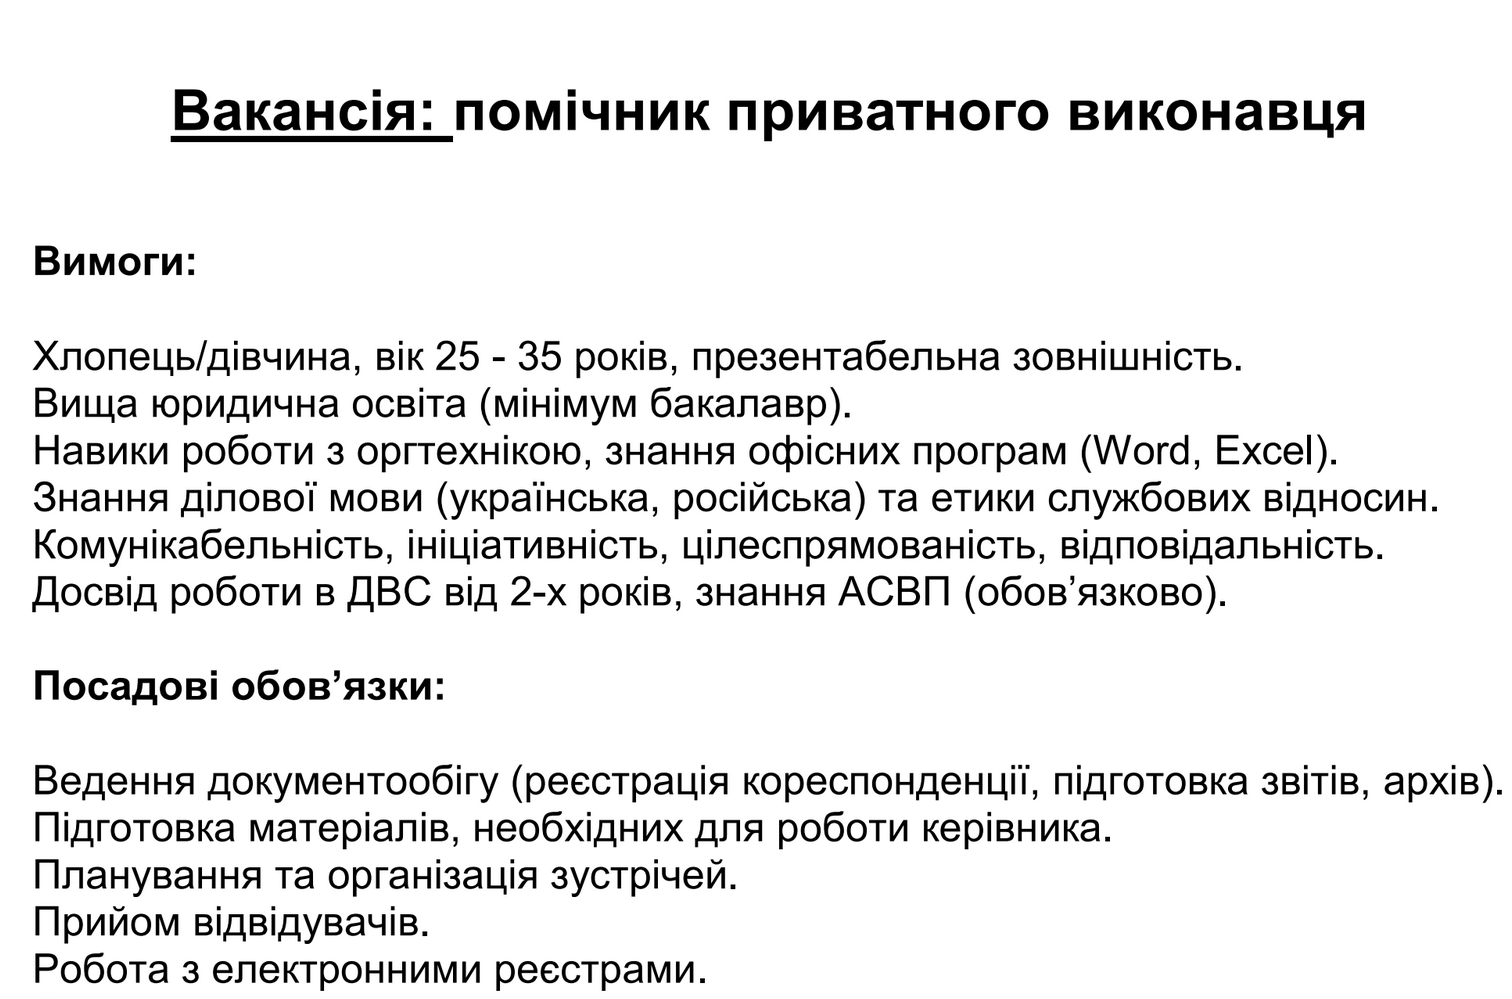 Вакансія: помічник приватного виконавця
Вимоги:
Хлопець/дівчина, вік 25 - 35 років, презентабельна зовнішність.
Вища юридична освіта (мінімум бакалавр).
Навики роботи з оргтехнікою, знання офісних програм (Word, Excel).
Знання ділової мови (українська, російська) та етики службових відносин.
Комунікабельність, ініціативність, цілеспрямованість, відповідальність.
Досвід роботи в ДВС від 2-х років, знання АСВП (обов’язково).
Посадові обов’язки:
Ведення документообігу (реєстрація кореспонденції, підготовка звітів, архів).
Підготовка матеріалів, необхідних для роботи керівника.
Планування та організація зустрічей.
Прийом відвідувачів.
Робота з електронними реєстрами.